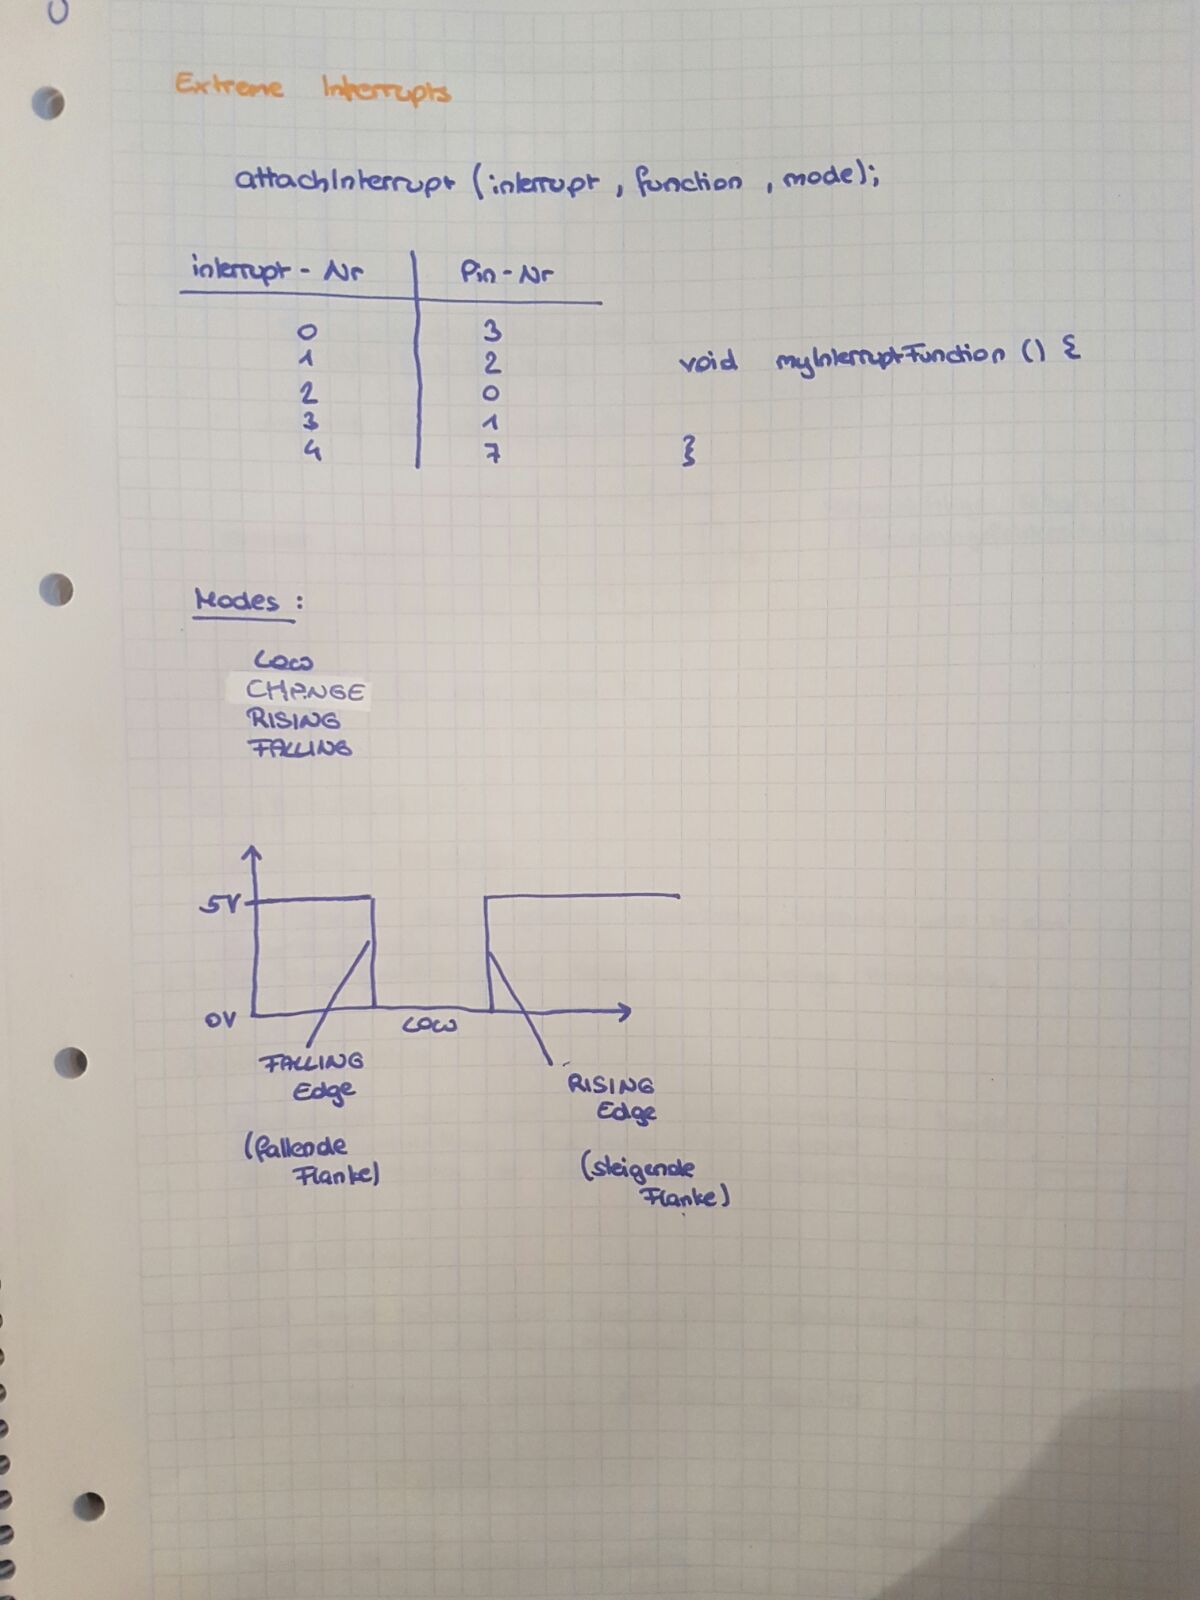 Extreme Interrupts
attachInterrupt (interrupt, function, mode);
interrupt - Nr Pin - Nr
0 3
1 2
2 0
3 1
4 7
void myInterruptFunction () {
}
Modes:
LOW
CHANGE
RISING
FALLING
5V
0V
LOW
FALLING
Edge
(fallende
Flanke)
RISING
Edge
(steigende
Flanke)